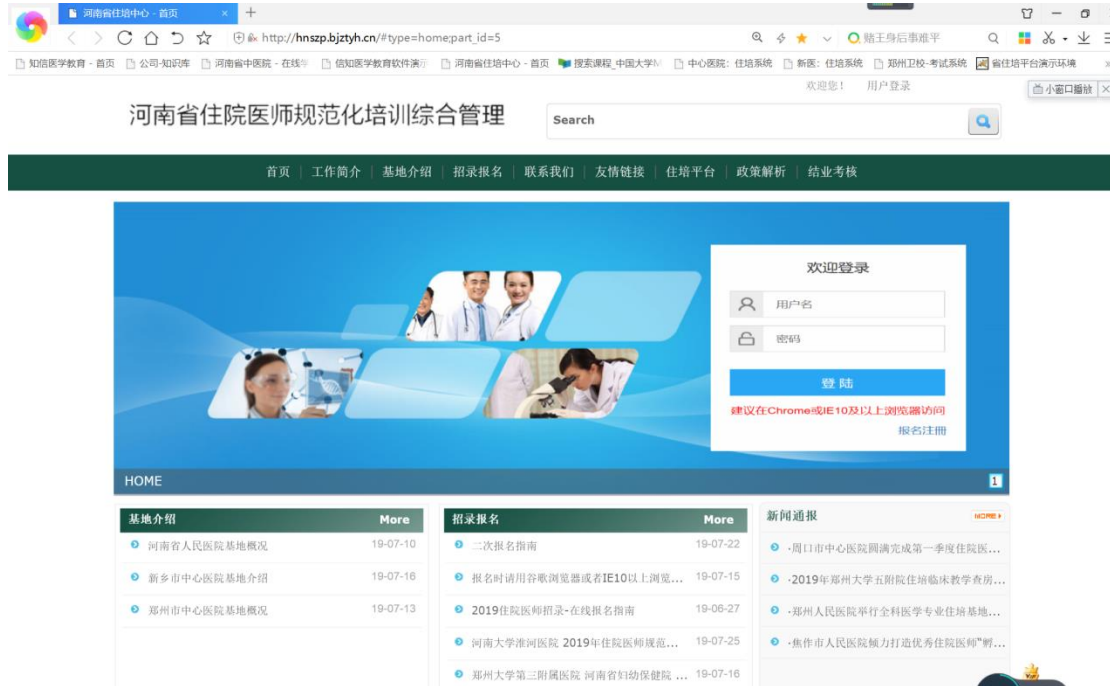 河南省住培中心 - 首页
http://hnszp.bjztyh.cn/#type=home;part_id=5
赌王身后事难平
知信医学教育 - 首页
公司-知识库
河南省中医院 - 在线
信知医学教育软件演示
河南省住培中心 - 首页
搜索课程_中国大学M
中心医院：住培系统
新医：住培系统
郑州卫校-考试系统
省住培平台演示环境
欢迎您！ 用户登录
小窗口播放
河南省住院医师规范化培训综合管理
Search
首页 | 工作简介 | 基地介绍 | 招录报名 | 联系我们 | 友情链接 | 住培平台 | 政策解析 | 结业考核
欢迎登录
用户名
密码
登 陆
建议在Chrome或IE10及以上浏览器访问
报名注册
HOME
1
基地介绍 More
河南省人民医院基地概况 19-07-10
新乡市中心医院基地介绍 19-07-16
郑州市中心医院基地概况 19-07-13
招录报名 More
二次报名指南 19-07-22
报名时请用谷歌浏览器或者IE10以上浏览... 19-07-15
2019住院医师招录-在线报名指南 19-06-27
河南大学淮河医院 2019年住院医师规范... 19-07-25
郑州大学第三附属医院 河南省妇幼保健院 ... 19-07-16
新闻通报 MORE
·周口市中心医院圆满完成第一季度住院医...
·2019年郑州大学五附院住培临床教学查房...
·郑州人民医院举行全科医学专业住培基地...
·焦作市人民医院倾力打造优秀住院医师"孵...